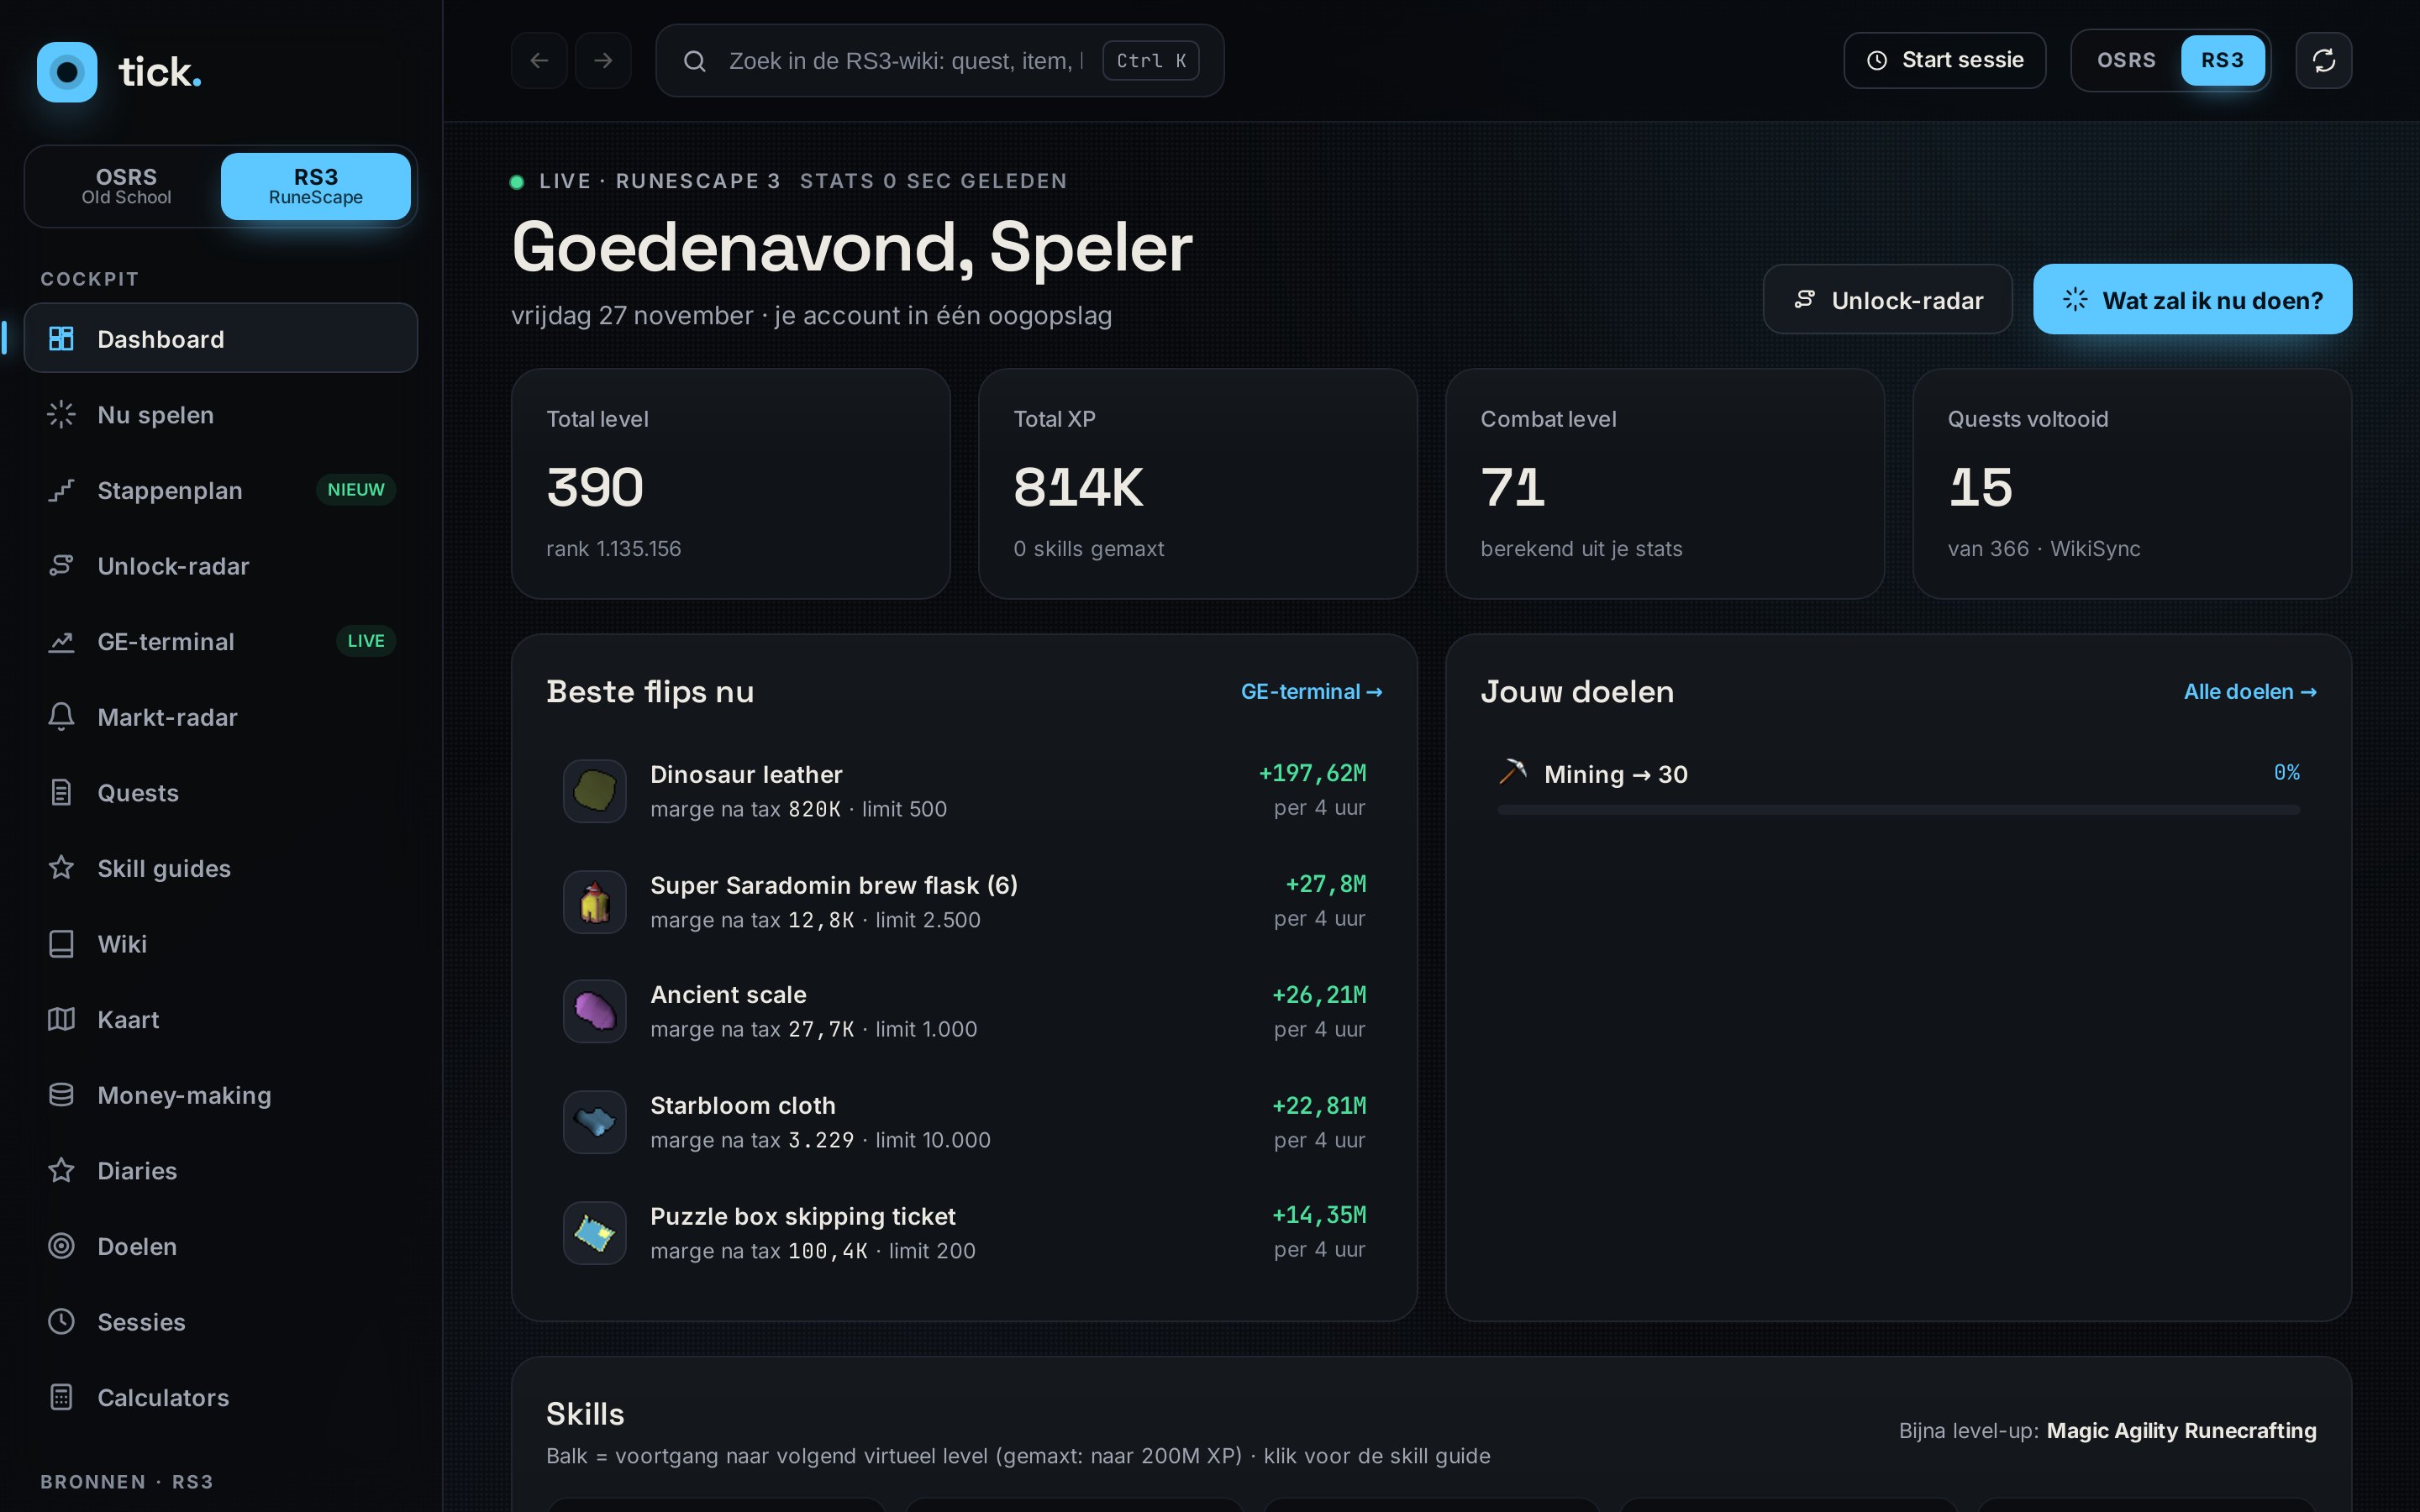 tick.
OSRS
Old School
RS3
RuneScape
COCKPIT
Dashboard
Nu spelen
Stappenplan NIEUW
Unlock-radar
GE-terminal LIVE
Markt-radar
Quests
Skill guides
Wiki
Kaart
Money-making
Diaries
Doelen
Sessies
Calculators
BRONNEN · RS3
Zoek in de RS3-wiki: quest, item, Ctrl K
Start sessie
OSRS RS3
LIVE · RUNESCAPE 3 STATS 0 SEC GELEDEN
Goedenavond, Speler
vrijdag 27 november · je account in één oogopslag
Unlock-radar
Wat zal ik nu doen?
Total level
390
rank 1.135.156
Total XP
814K
0 skills gemaxt
Combat level
71
berekend uit je stats
Quests voltooid
15
van 366 · WikiSync
Beste flips nu GE-terminal →
Dinosaur leather +197,62M
marge na tax 820K · limit 500 per 4 uur
Super Saradomin brew flask (6) +27,8M
marge na tax 12,8K · limit 2.500 per 4 uur
Ancient scale +26,21M
marge na tax 27,7K · limit 1.000 per 4 uur
Starbloom cloth +22,81M
marge na tax 3.229 · limit 10.000 per 4 uur
Puzzle box skipping ticket +14,35M
marge na tax 100,4K · limit 200 per 4 uur
Jouw doelen Alle doelen →
Mining → 30 0%
Skills
Balk = voortgang naar volgend virtueel level (gemaxt: naar 200M XP) · klik voor de skill guide
Bijna level-up: Magic Agility Runecrafting